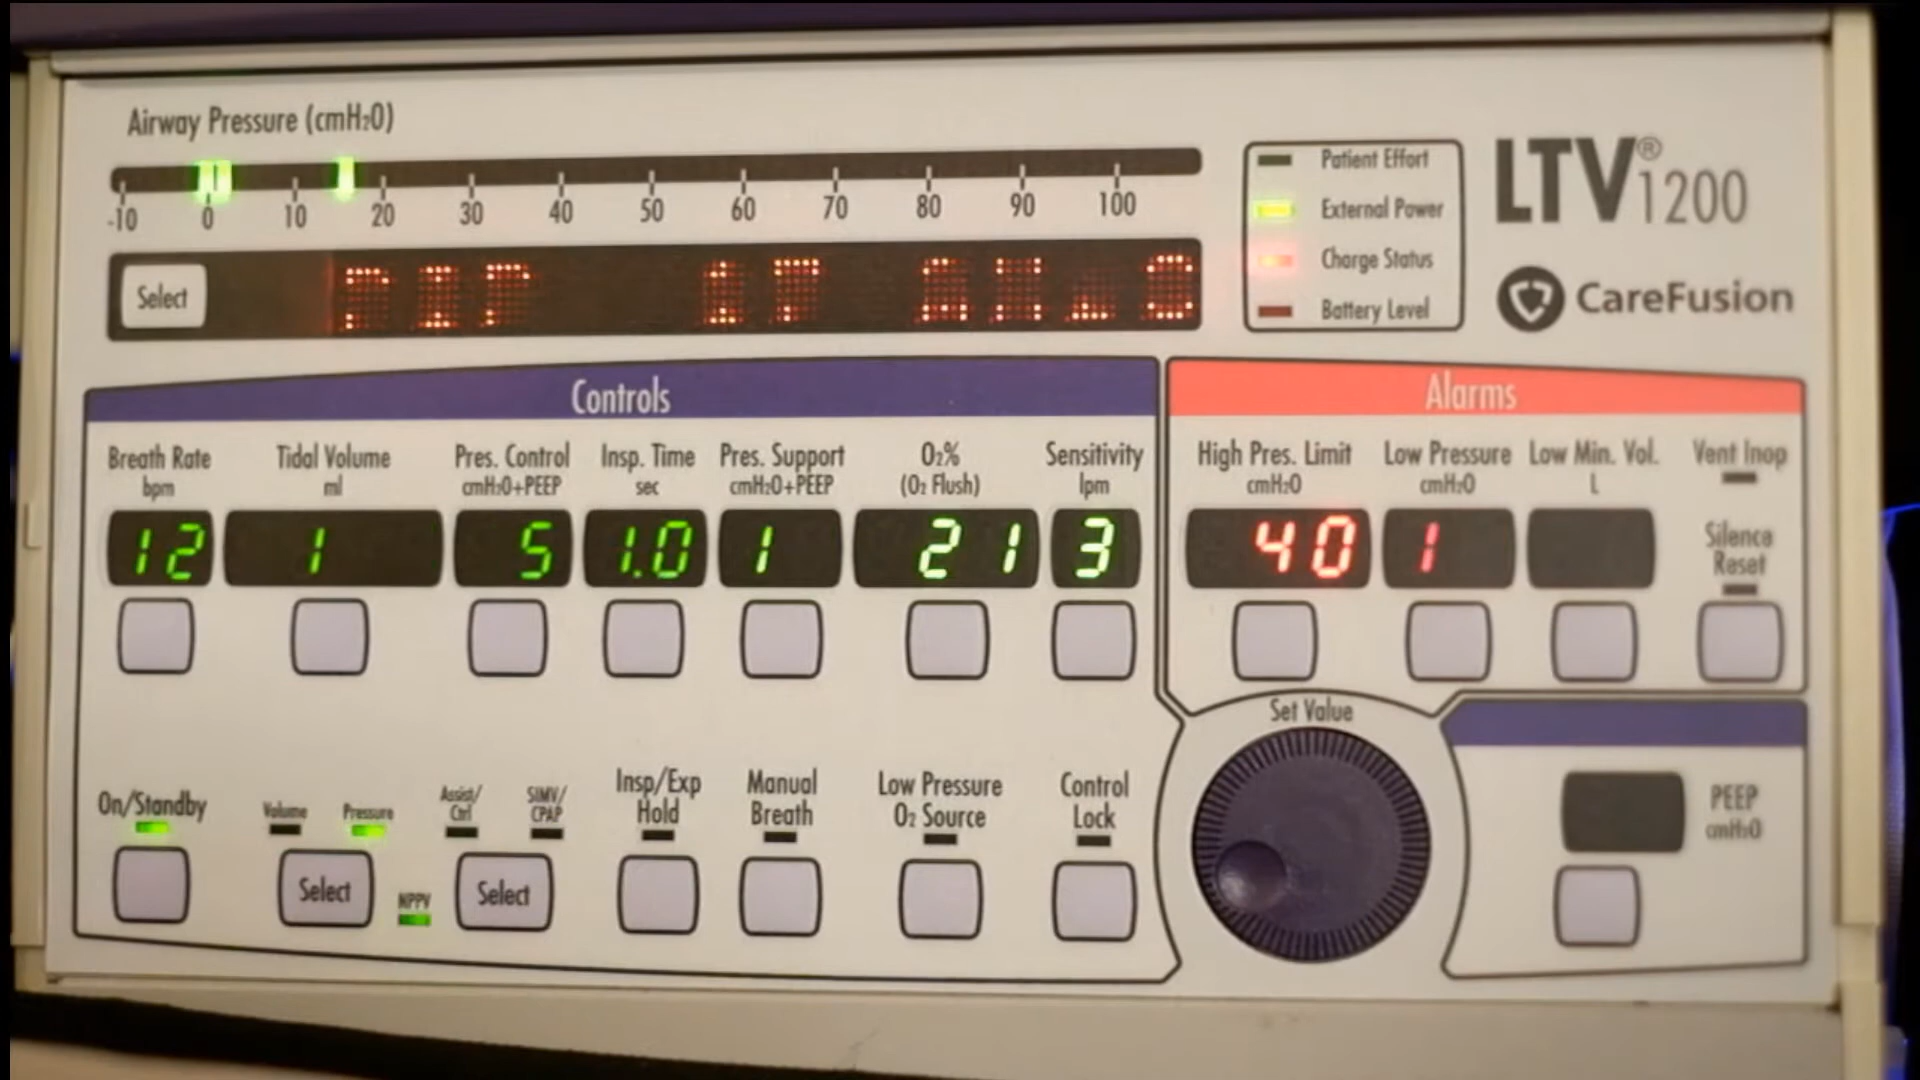 Airway Pressure (cmH₂O)
-10 0 10 20 30 40 50 60 70 80 90 100
Select
Patient Effort
External Power
Charge Status
Battery Level
LTV® 1200
CareFusion
Controls
Breath Rate bpm
Tidal Volume ml
Pres. Control cmH₂O+PEEP
Insp. Time sec
Pres. Support cmH₂O+PEEP
O₂% (O₂ Flush)
Sensitivity lpm
12 1 5 1.0 1 21 3
Alarms
High Pres. Limit cmH₂O
Low Pressure cmH₂O
Low Min. Vol. L
Vent Inop
40 1
Silence Reset
On/Standby
Volume
Pressure
Select
NPPV
Assist/ Ctrl
SIMV/ CPAP
Select
Insp/Exp Hold
Manual Breath
Low Pressure O₂ Source
Control Lock
Set Value
PEEP cmH₂O